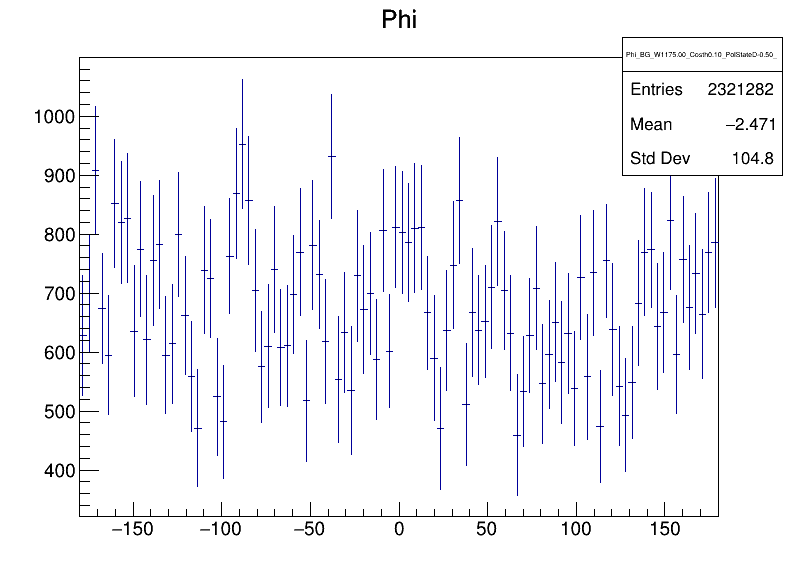 Phi
Phi_BG_W1175.00_Costh0.10_PolStateD-0.50_
Entries 2321282
Mean −2.471
Std Dev 104.8
1000
900
800
700
600
500
400
−150 −100 −50 0 50 100 150